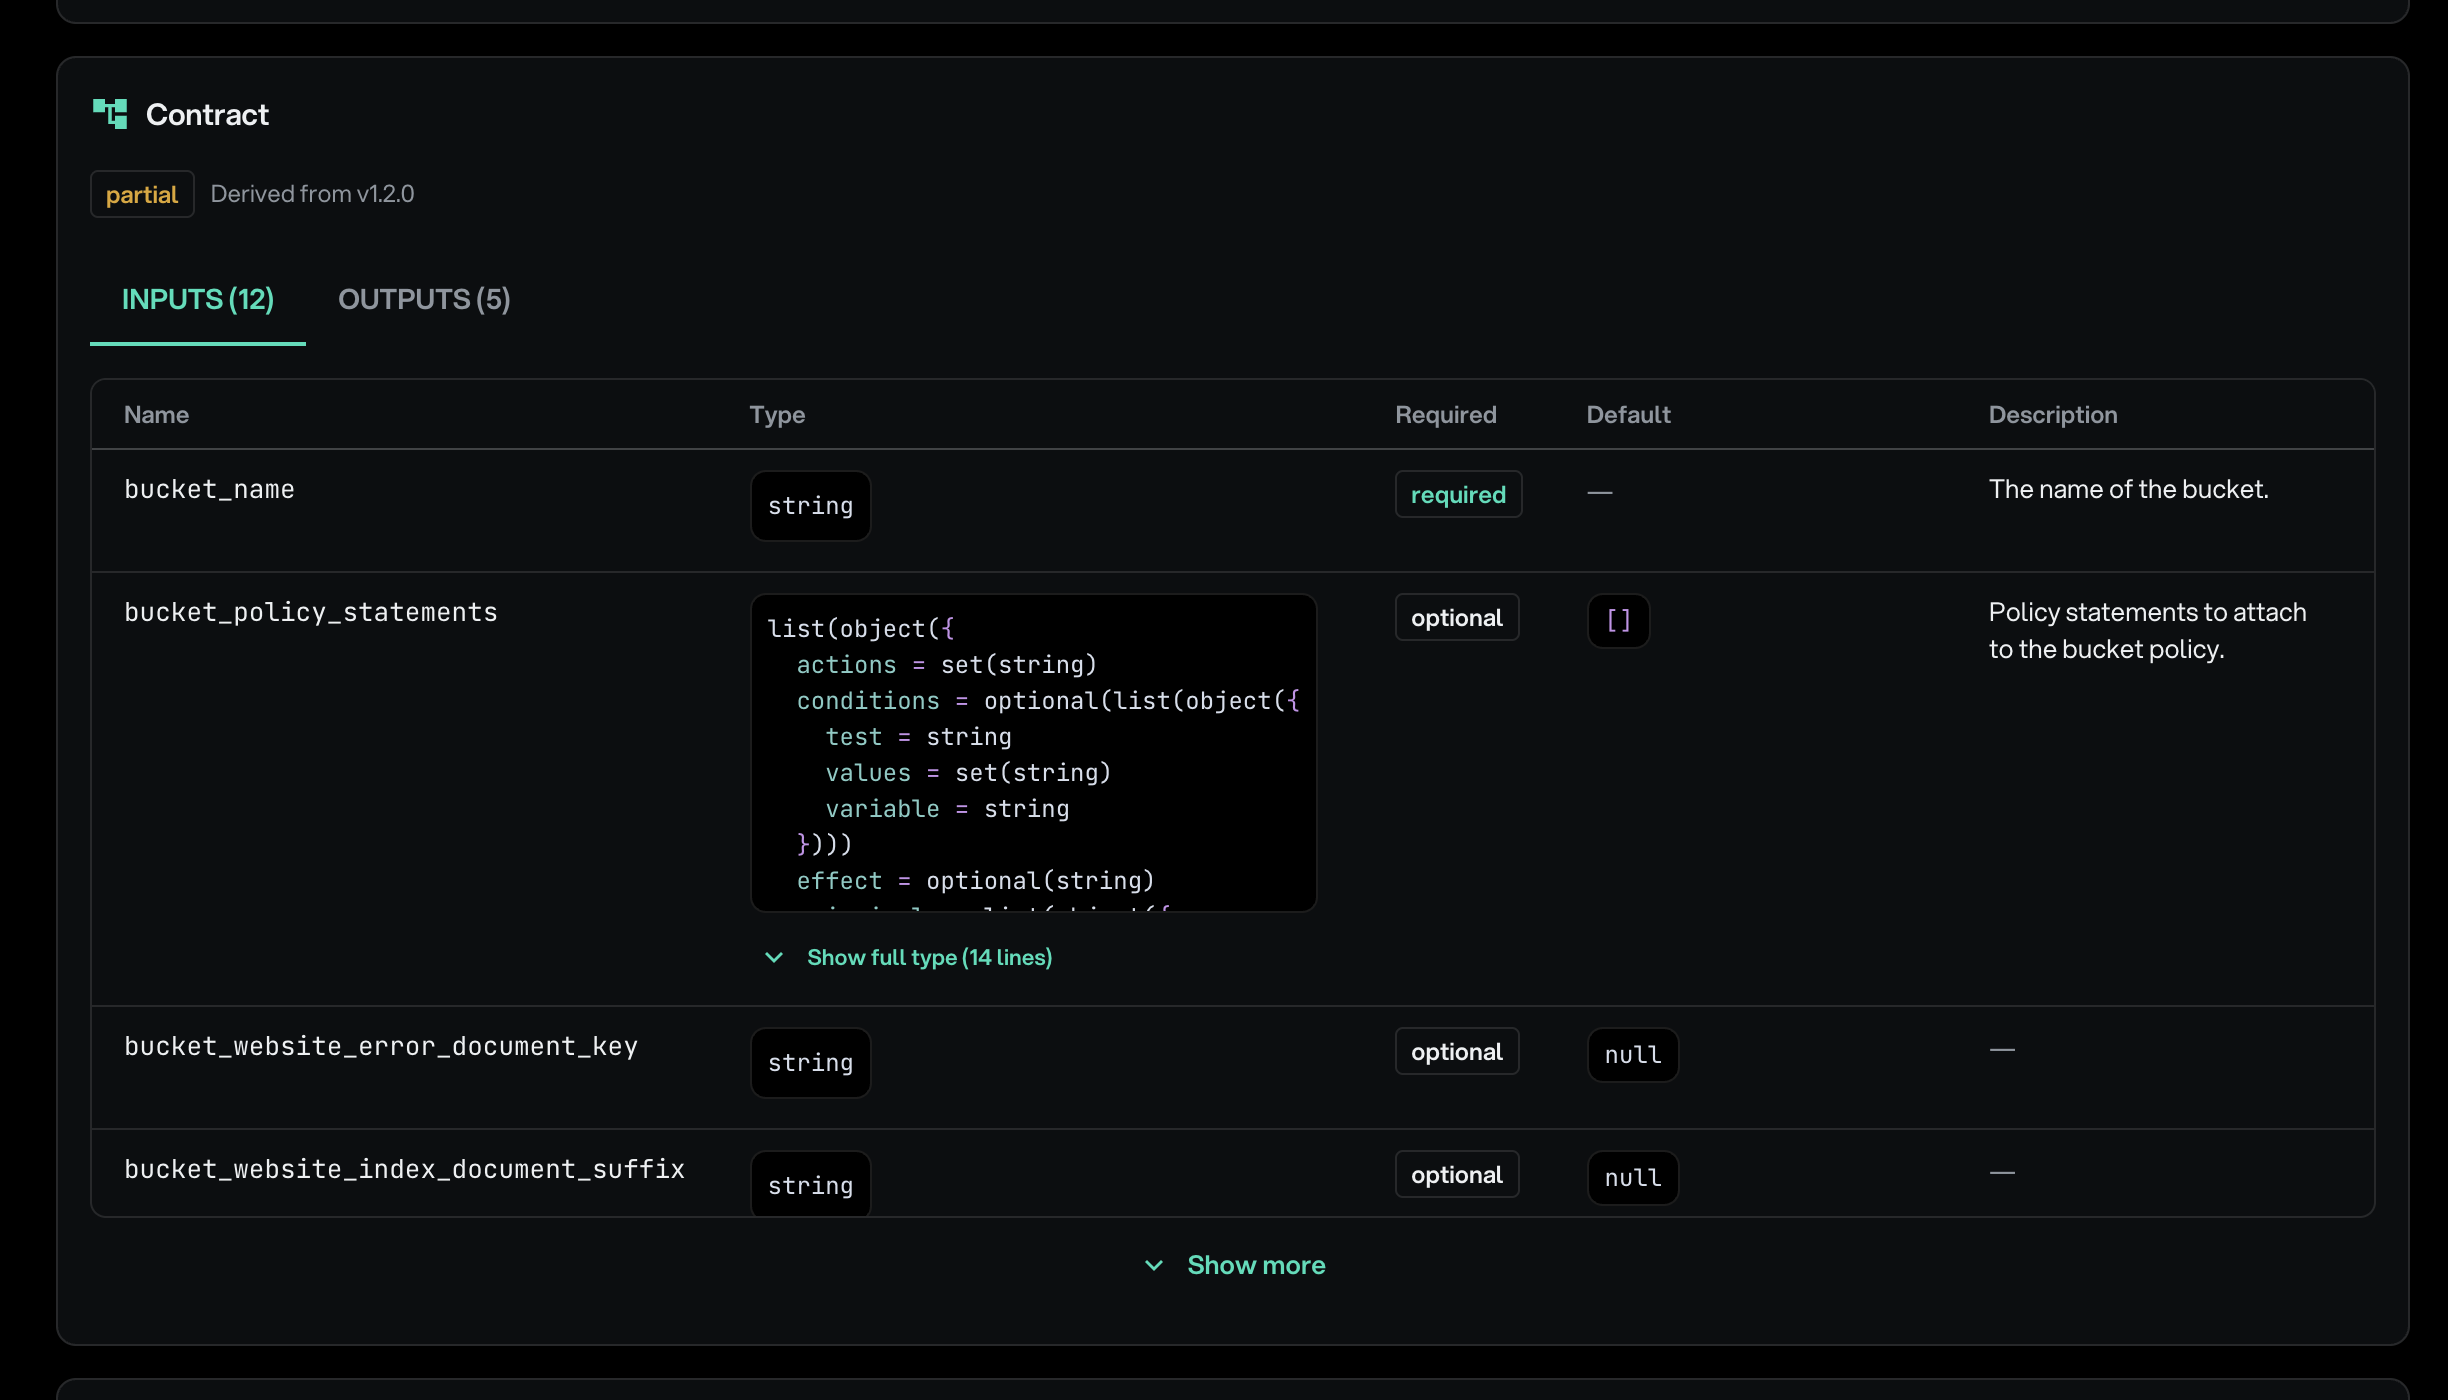 Contract
partial Derived from v1.2.0
INPUTS (12) OUTPUTS (5)
Name Type Required Default Description
bucket_name string required — The name of the bucket.
bucket_policy_statements list(object({ optional [] Policy statements to attach
to the bucket policy.
actions = set(string)
conditions = optional(list(object({
test = string
values = set(string)
variable = string
})))
effect = optional(string)
Show full type (14 lines)
bucket_website_error_document_key string optional null —
bucket_website_index_document_suffix string optional null —
Show more